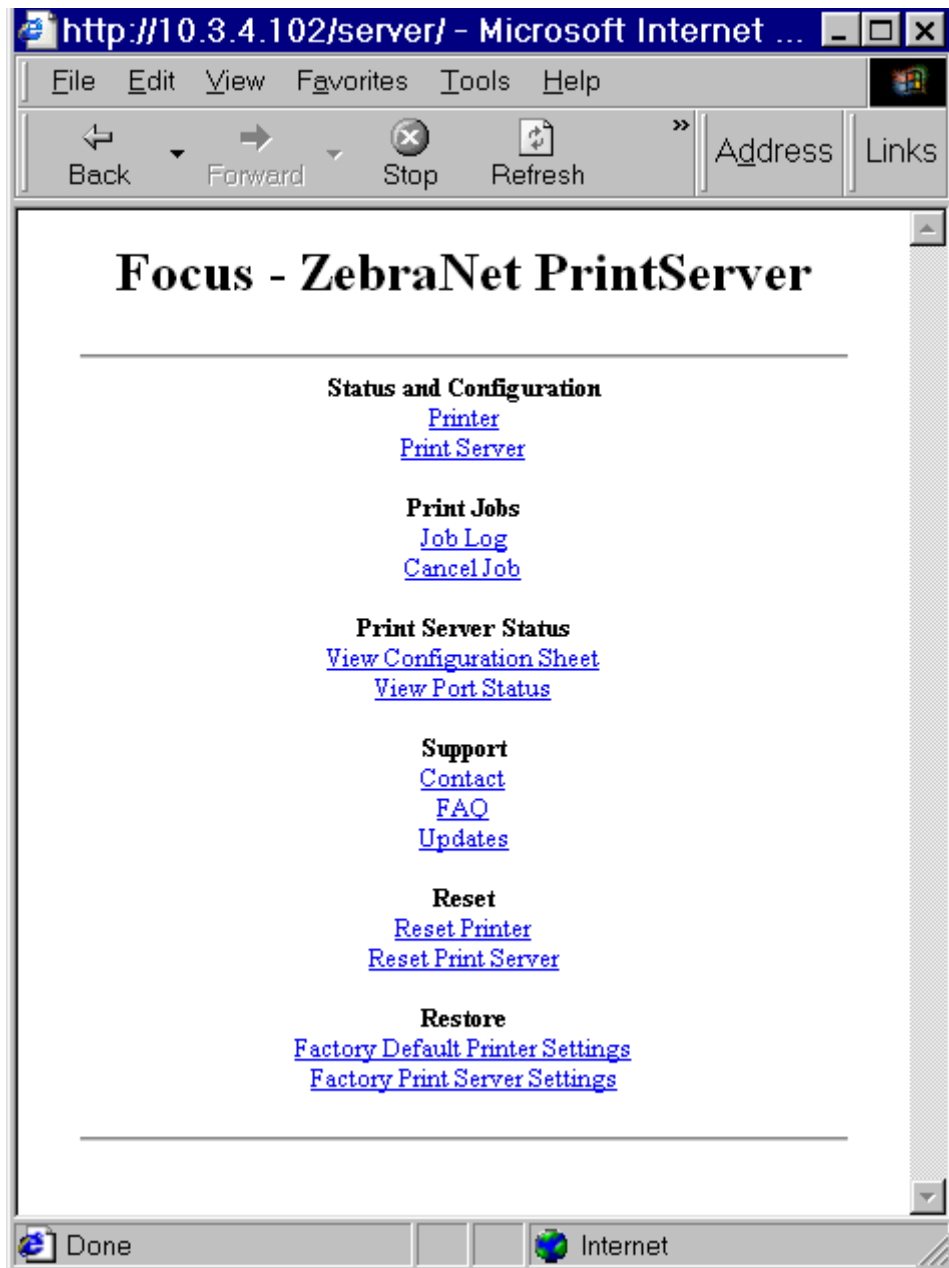 http://10.3.4.102/server/ - Microsoft Internet ...
File Edit View Favorites Tools Help
Back Forward Stop Refresh » Address Links
Focus - ZebraNet PrintServer
Status and Configuration
Printer
Print Server
Print Jobs
Job Log
Cancel Job
Print Server Status
View Configuration Sheet
View Port Status
Support
Contact
FAQ
Updates
Reset
Reset Printer
Reset Print Server
Restore
Factory Default Printer Settings
Factory Print Server Settings
Done Internet